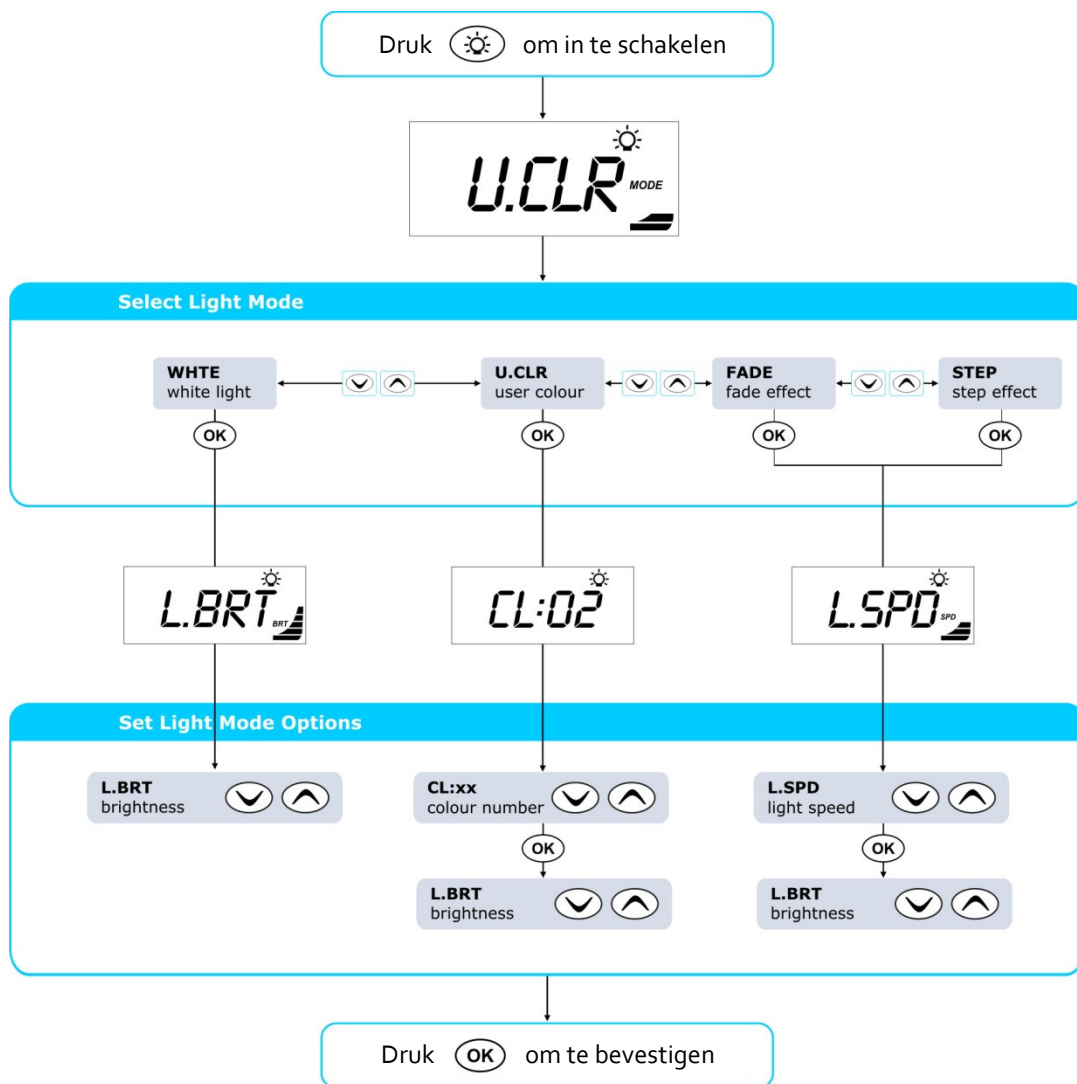 Druk om in te schakelen
U.CLR MODE
Select Light Mode
WHTE
white light
U.CLR
user colour
FADE
fade effect
STEP
step effect
OK
OK
OK
OK
L.BRT BRT
CL:02
L.SPD SPD
Set Light Mode Options
L.BRT
brightness
CL:xx
colour number
L.SPD
light speed
OK
OK
L.BRT
brightness
L.BRT
brightness
Druk OK om te bevestigen